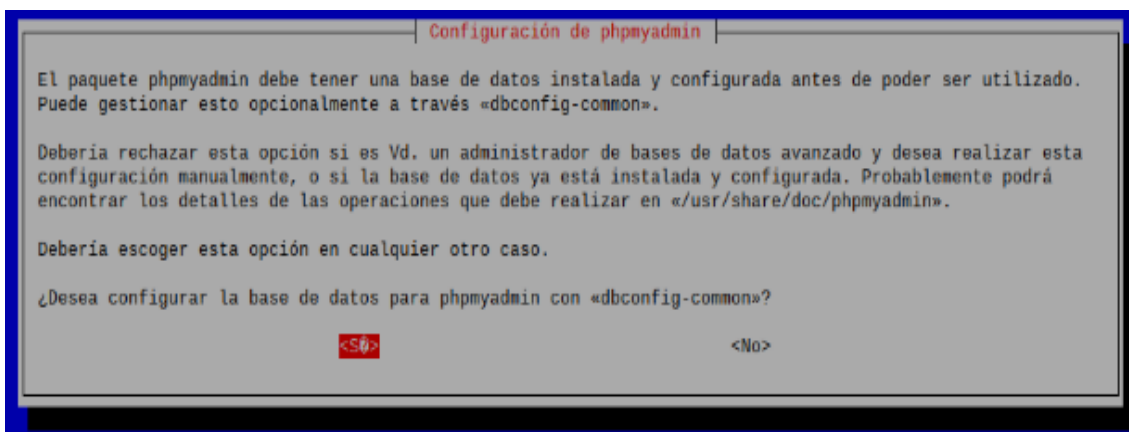 Configuración de phpmyadmin
El paquete phpmyadmin debe tener una base de datos instalada y configurada antes de poder ser utilizado.
Puede gestionar esto opcionalmente a través «dbconfig-common».
Debería rechazar esta opción si es Vd. un administrador de bases de datos avanzado y desea realizar esta
configuración manualmente, o si la base de datos ya está instalada y configurada. Probablemente podrá
encontrar los detalles de las operaciones que debe realizar en «/usr/share/doc/phpmyadmin».
Debería escoger esta opción en cualquier otro caso.
¿Desea configurar la base de datos para phpmyadmin con «dbconfig-common»?
<S�> <No>